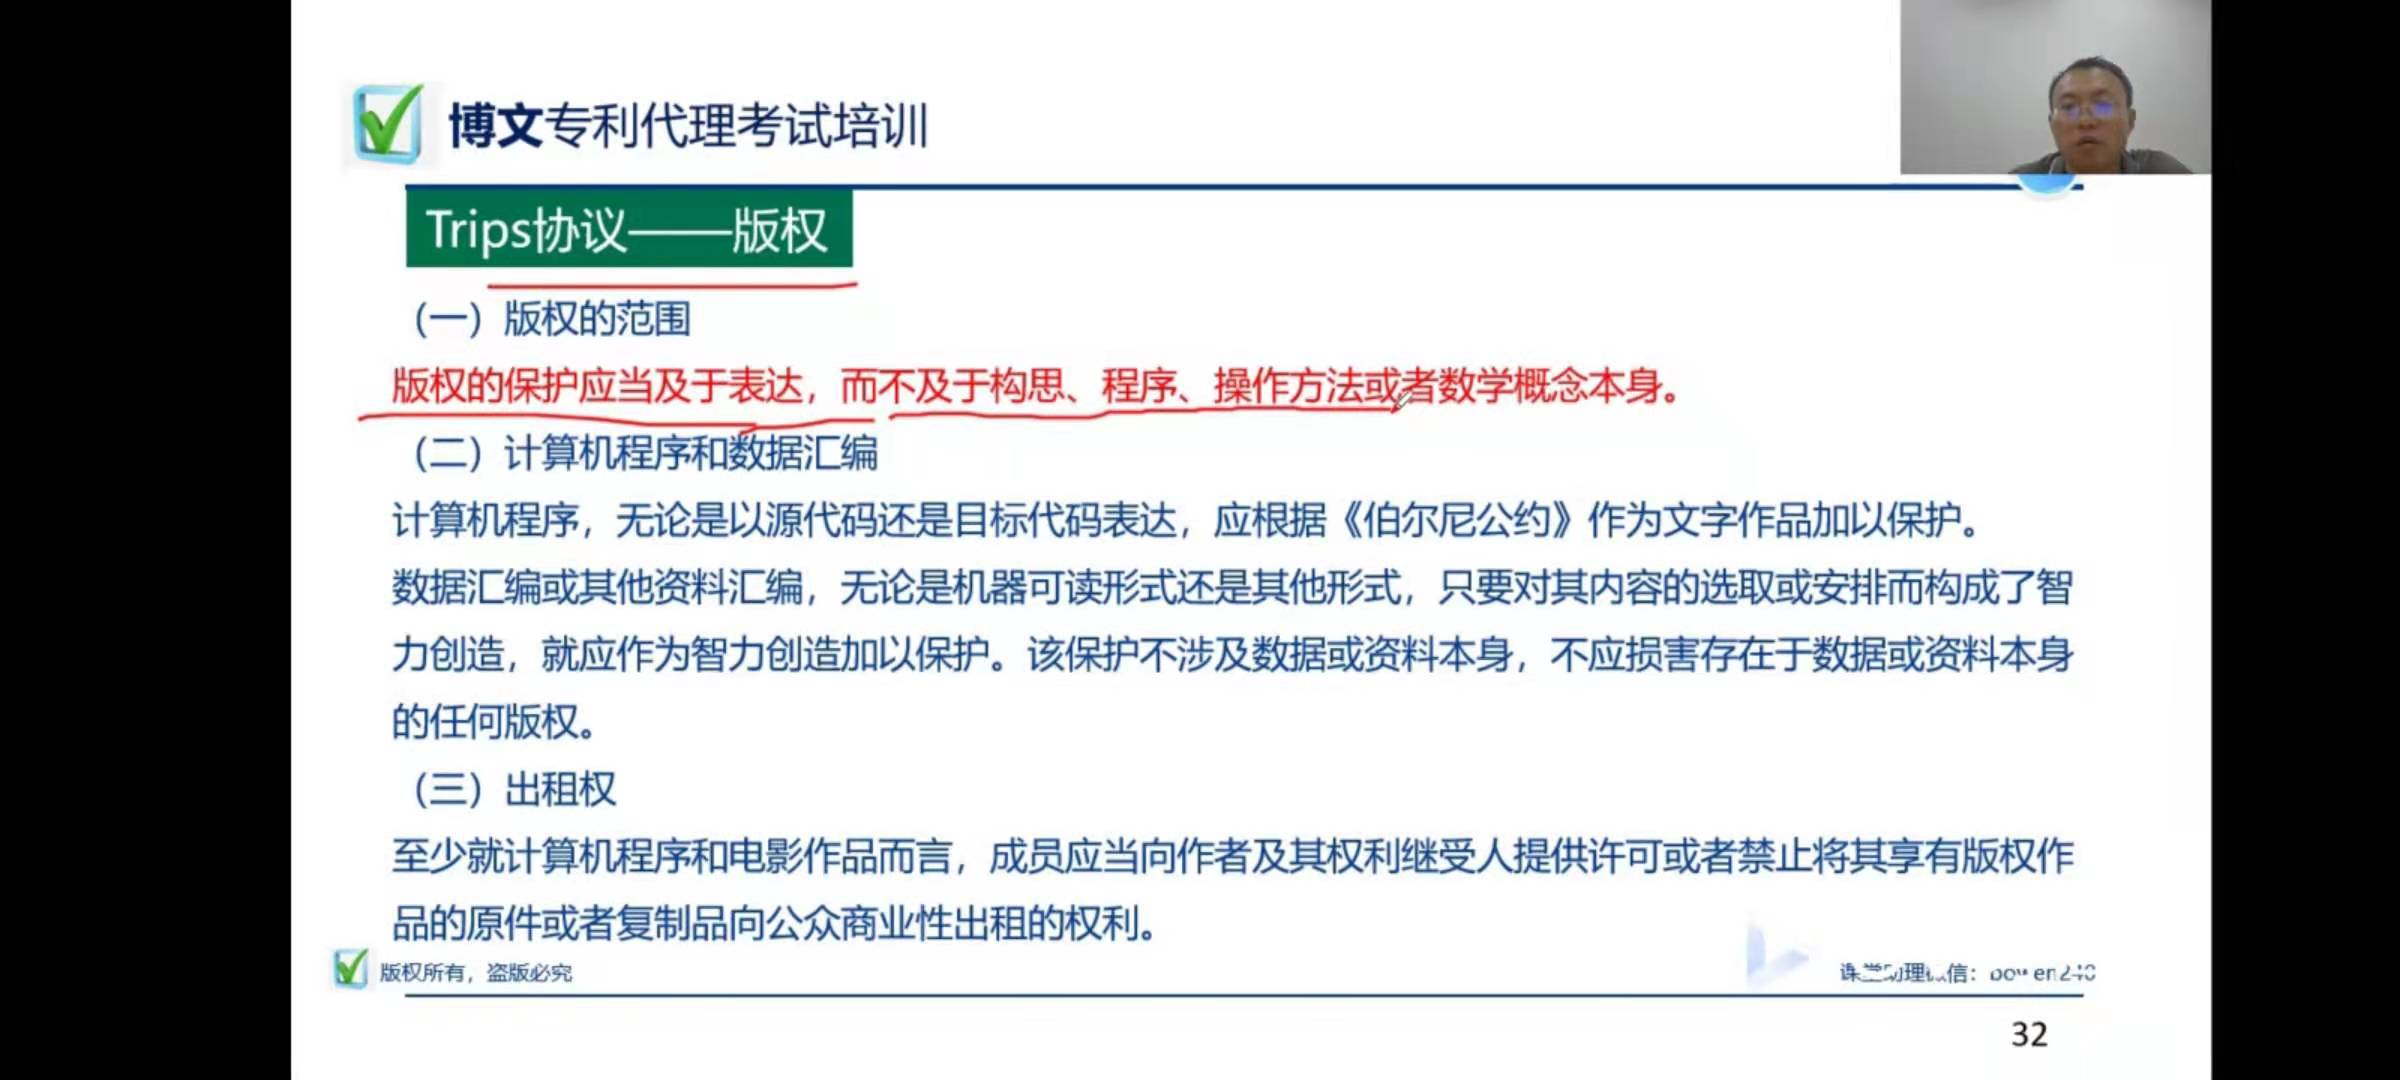 博文专利代理考试培训
Trips协议——版权
（一）版权的范围
版权的保护应当及于表达，而不及于构思、程序、操作方法或者数学概念本身。
（二）计算机程序和数据汇编
计算机程序，无论是以源代码还是目标代码表达，应根据《伯尔尼公约》作为文字作品加以保护。
数据汇编或其他资料汇编，无论是机器可读形式还是其他形式，只要对其内容的选取或安排而构成了智
力创造，就应作为智力创造加以保护。该保护不涉及数据或资料本身，不应损害存在于数据或资料本身
的任何版权。
（三）出租权
至少就计算机程序和电影作品而言，成员应当向作者及其权利继受人提供许可或者禁止将其享有版权作
品的原件或者复制品向公众商业性出租的权利。
版权所有，盗版必究
课堂助理微信：
32